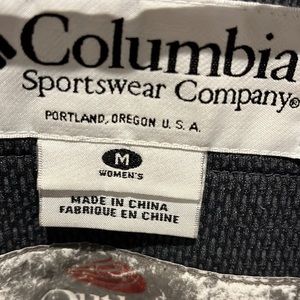 Columbia
Sportswear Company®
PORTLAND, OREGON U.S.A.
M
WOMEN'S
MADE IN CHINA
FABRIQUE EN CHINE